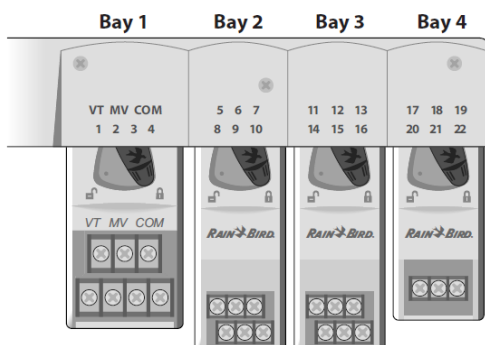 Bay 1 Bay 2 Bay 3 Bay 4
VT MV COM 5 6 7 11 12 13 17 18 19
1 2 3 4 8 9 10 14 15 16 20 21 22
VT MV COM
RAIN BIRD. RAIN BIRD. RAIN BIRD.